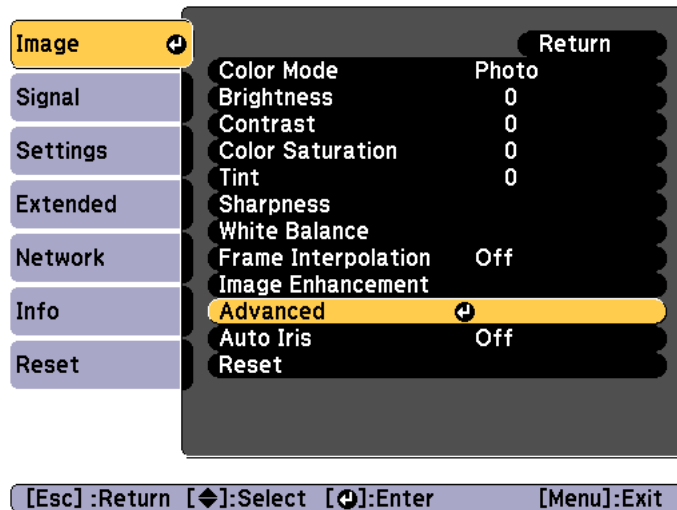 Image
Signal
Settings
Extended
Network
Info
Reset
Return
Color Mode Photo
Brightness 0
Contrast 0
Color Saturation 0
Tint 0
Sharpness
White Balance
Frame Interpolation Off
Image Enhancement
Advanced
Auto Iris Off
Reset
[Esc] :Return [◆]:Select [⏎]:Enter [Menu]:Exit